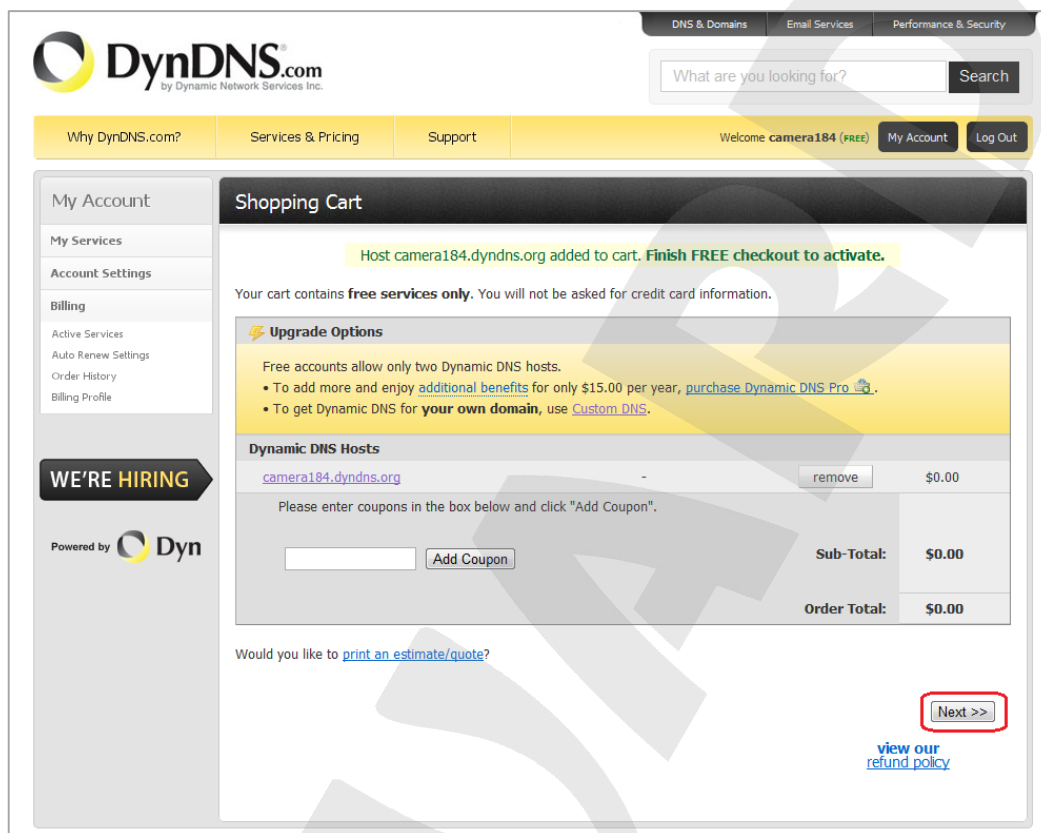 DNS & Domains Email Services Performance & Security
DynDNS.com
by Dynamic Network Services Inc.
What are you looking for? Search
Why DynDNS.com? Services & Pricing Support Welcome camera184 (FREE) My Account Log Out
My Account
My Services
Account Settings
Billing
Active Services
Auto Renew Settings
Order History
Billing Profile
WE'RE HIRING
Powered by Dyn
Shopping Cart
Host camera184.dyndns.org added to cart. Finish FREE checkout to activate.
Your cart contains free services only. You will not be asked for credit card information.
Upgrade Options
Free accounts allow only two Dynamic DNS hosts.
• To add more and enjoy additional benefits for only $15.00 per year, purchase Dynamic DNS Pro .
• To get Dynamic DNS for your own domain, use Custom DNS.
Dynamic DNS Hosts
camera184.dyndns.org - remove $0.00
Please enter coupons in the box below and click "Add Coupon".
Add Coupon
Sub-Total: $0.00
Order Total: $0.00
Would you like to print an estimate/quote?
Next >>
view our
refund policy